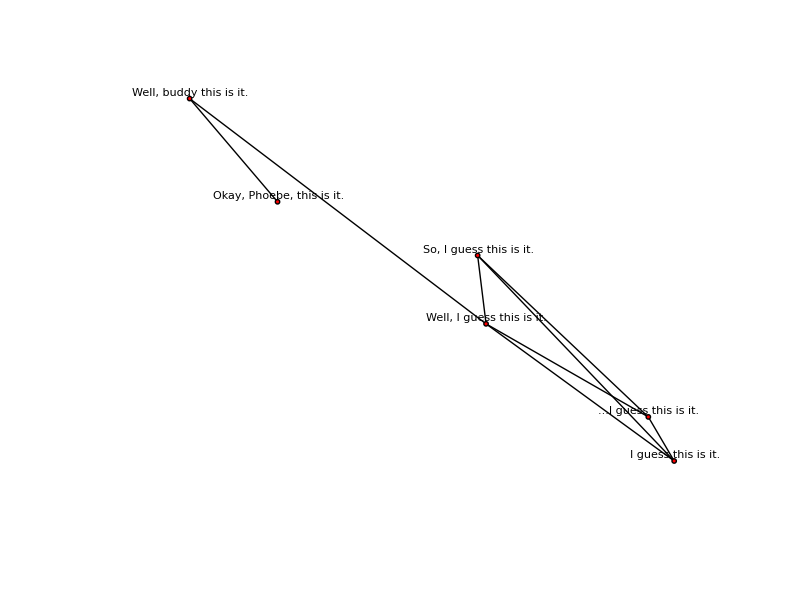 Well, buddy this is it.
Okay, Phoebe, this is it.
So, I guess this is it.
Well, I guess this is it.
...I guess this is it.
I guess this is it.